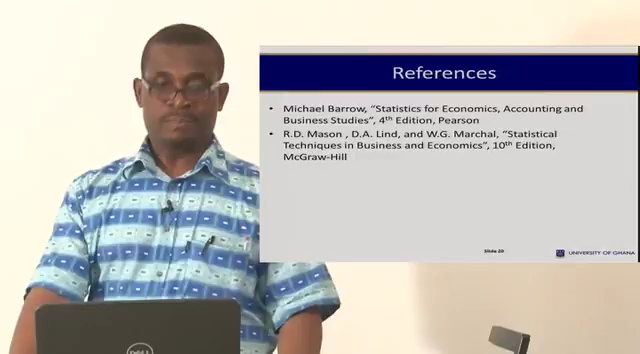 References
• Michael Barrow, “Statistics for Economics, Accounting and
Business Studies”, 4th Edition, Pearson
• R.D. Mason , D.A. Lind, and W.G. Marchal, “Statistical
Techniques in Business and Economics”, 10th Edition,
McGraw-Hill
Slide 20
UNIVERSITY OF GHANA
DELL